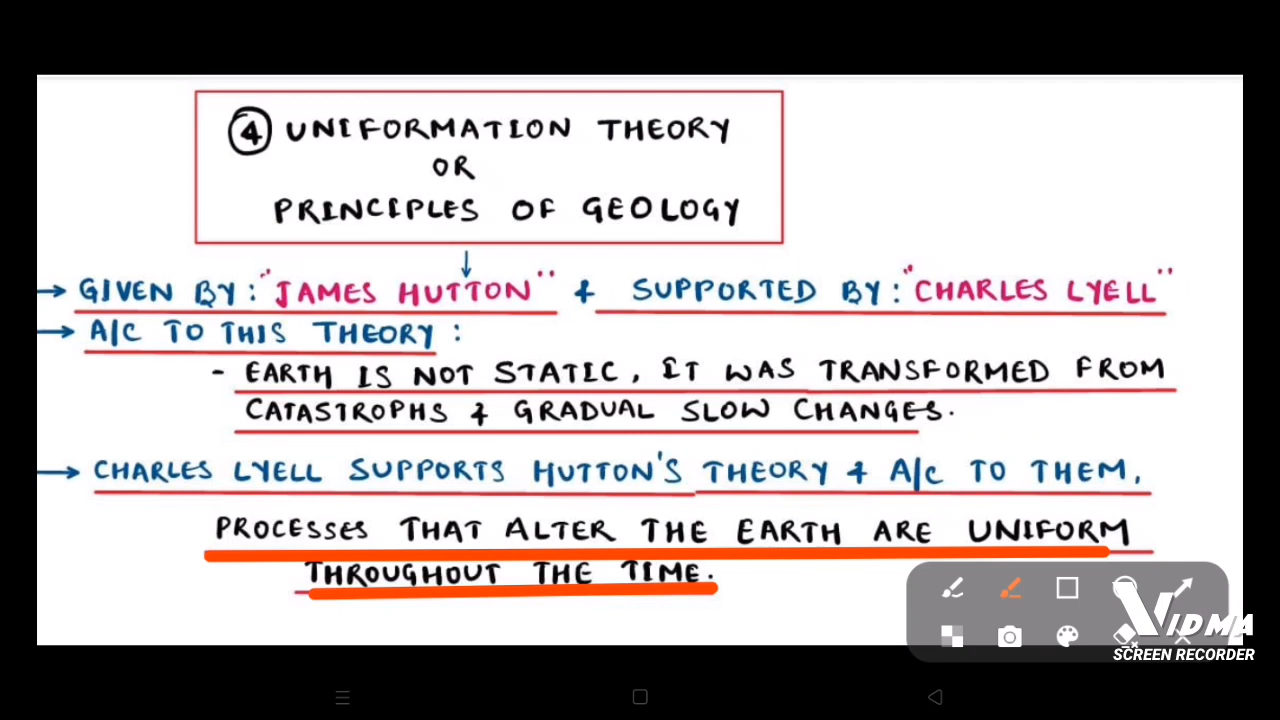 ④ UNIFORMATION THEORY
OR
PRINCIPLES OF GEOLOGY
→ GIVEN BY: "JAMES HUTTON" & SUPPORTED BY: "CHARLES LYELL"
→ A/C TO THIS THEORY:
- EARTH IS NOT STATIC, IT WAS TRANSFORMED FROM
CATASTROPHS & GRADUAL SLOW CHANGES.
→ CHARLES LYELL SUPPORTS HUTTON'S THEORY & A/C TO THEM,
PROCESSES THAT ALTER THE EARTH ARE UNIFORM
THROUGHOUT THE TIME.
VIDMA
SCREEN RECORDER